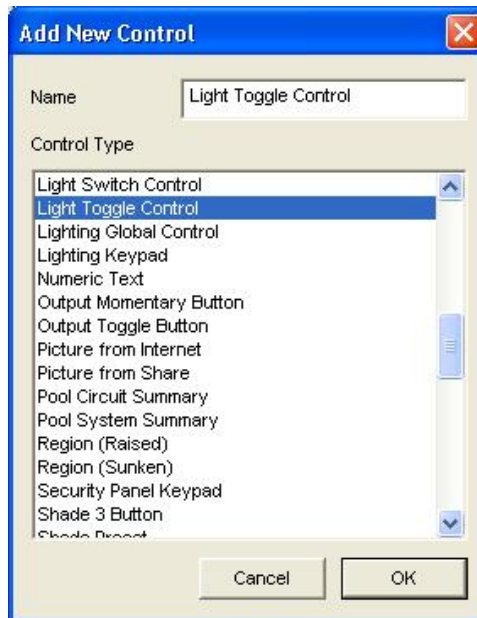 Add New Control
Name Light Toggle Control
Control Type
Light Switch Control
Light Toggle Control
Lighting Global Control
Lighting Keypad
Numeric Text
Output Momentary Button
Output Toggle Button
Picture from Internet
Picture from Share
Pool Circuit Summary
Pool System Summary
Region (Raised)
Region (Sunken)
Security Panel Keypad
Shade 3 Button
Shade Preset
Cancel OK